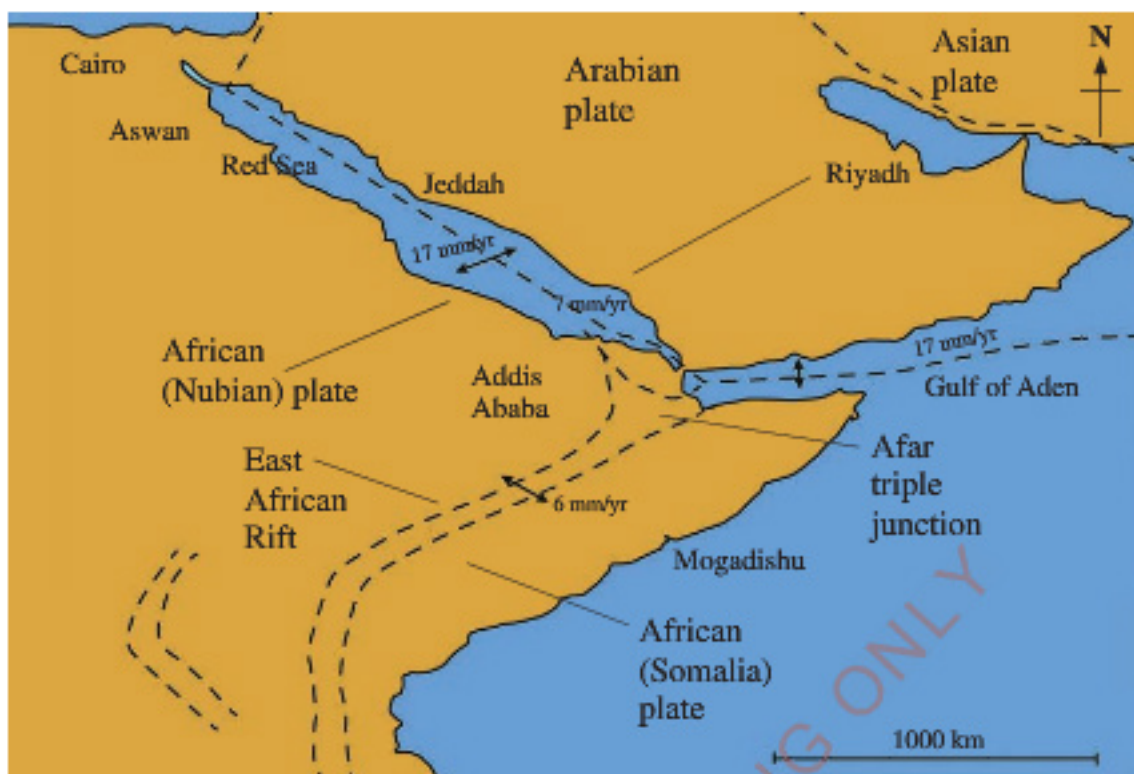 Cairo
Arabian
plate
Asian
plate
N
Aswan
Red Sea
Jeddah
Riyadh
17 mm/yr
7 mm/yr
17 mm/yr
African
(Nubian) plate
Addis
Ababa
Gulf of Aden
East
African
Rift
6 mm/yr
Afar
triple
junction
Mogadishu
African
(Somalia)
plate
1000 km
NG ONLY